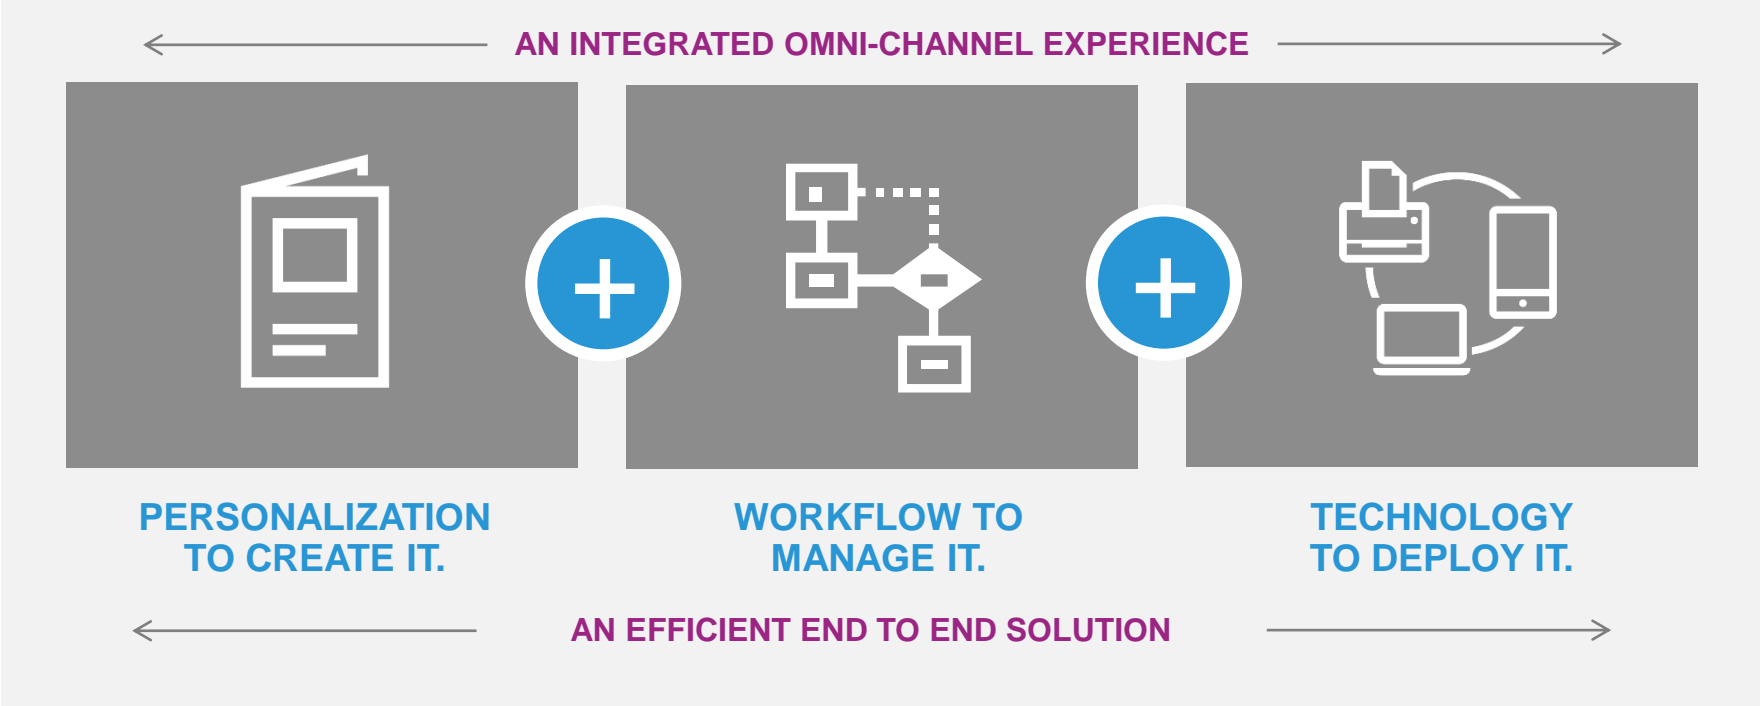 AN INTEGRATED OMNI-CHANNEL EXPERIENCE
PERSONALIZATION
TO CREATE IT.
WORKFLOW TO
MANAGE IT.
TECHNOLOGY
TO DEPLOY IT.
AN EFFICIENT END TO END SOLUTION